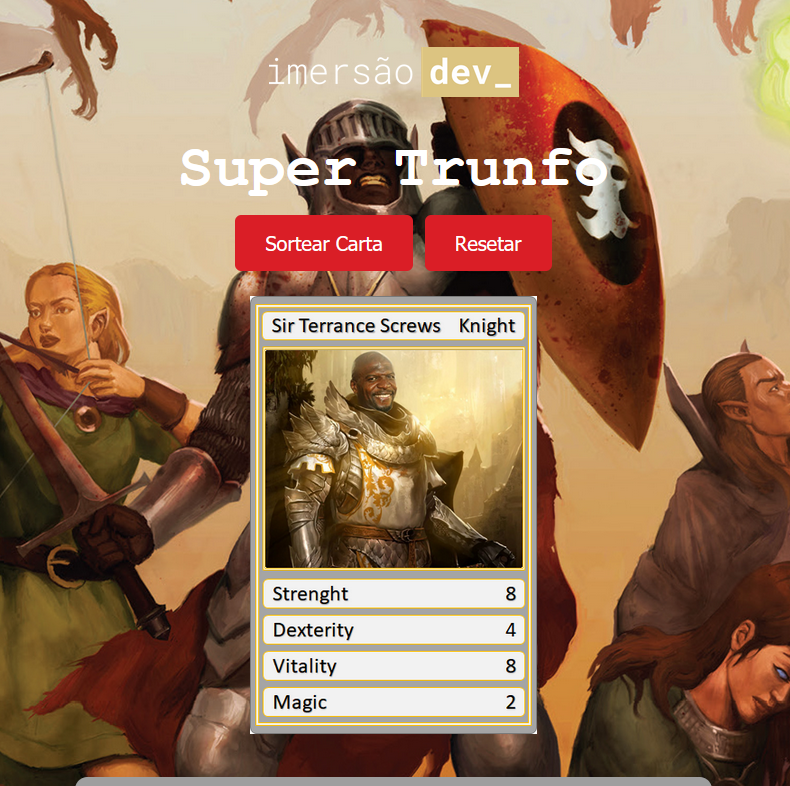 imersão dev_
Super Trunfo
Sortear Carta Resetar
Sir Terrance Screws Knight
Strenght 8
Dexterity 4
Vitality 8
Magic 2